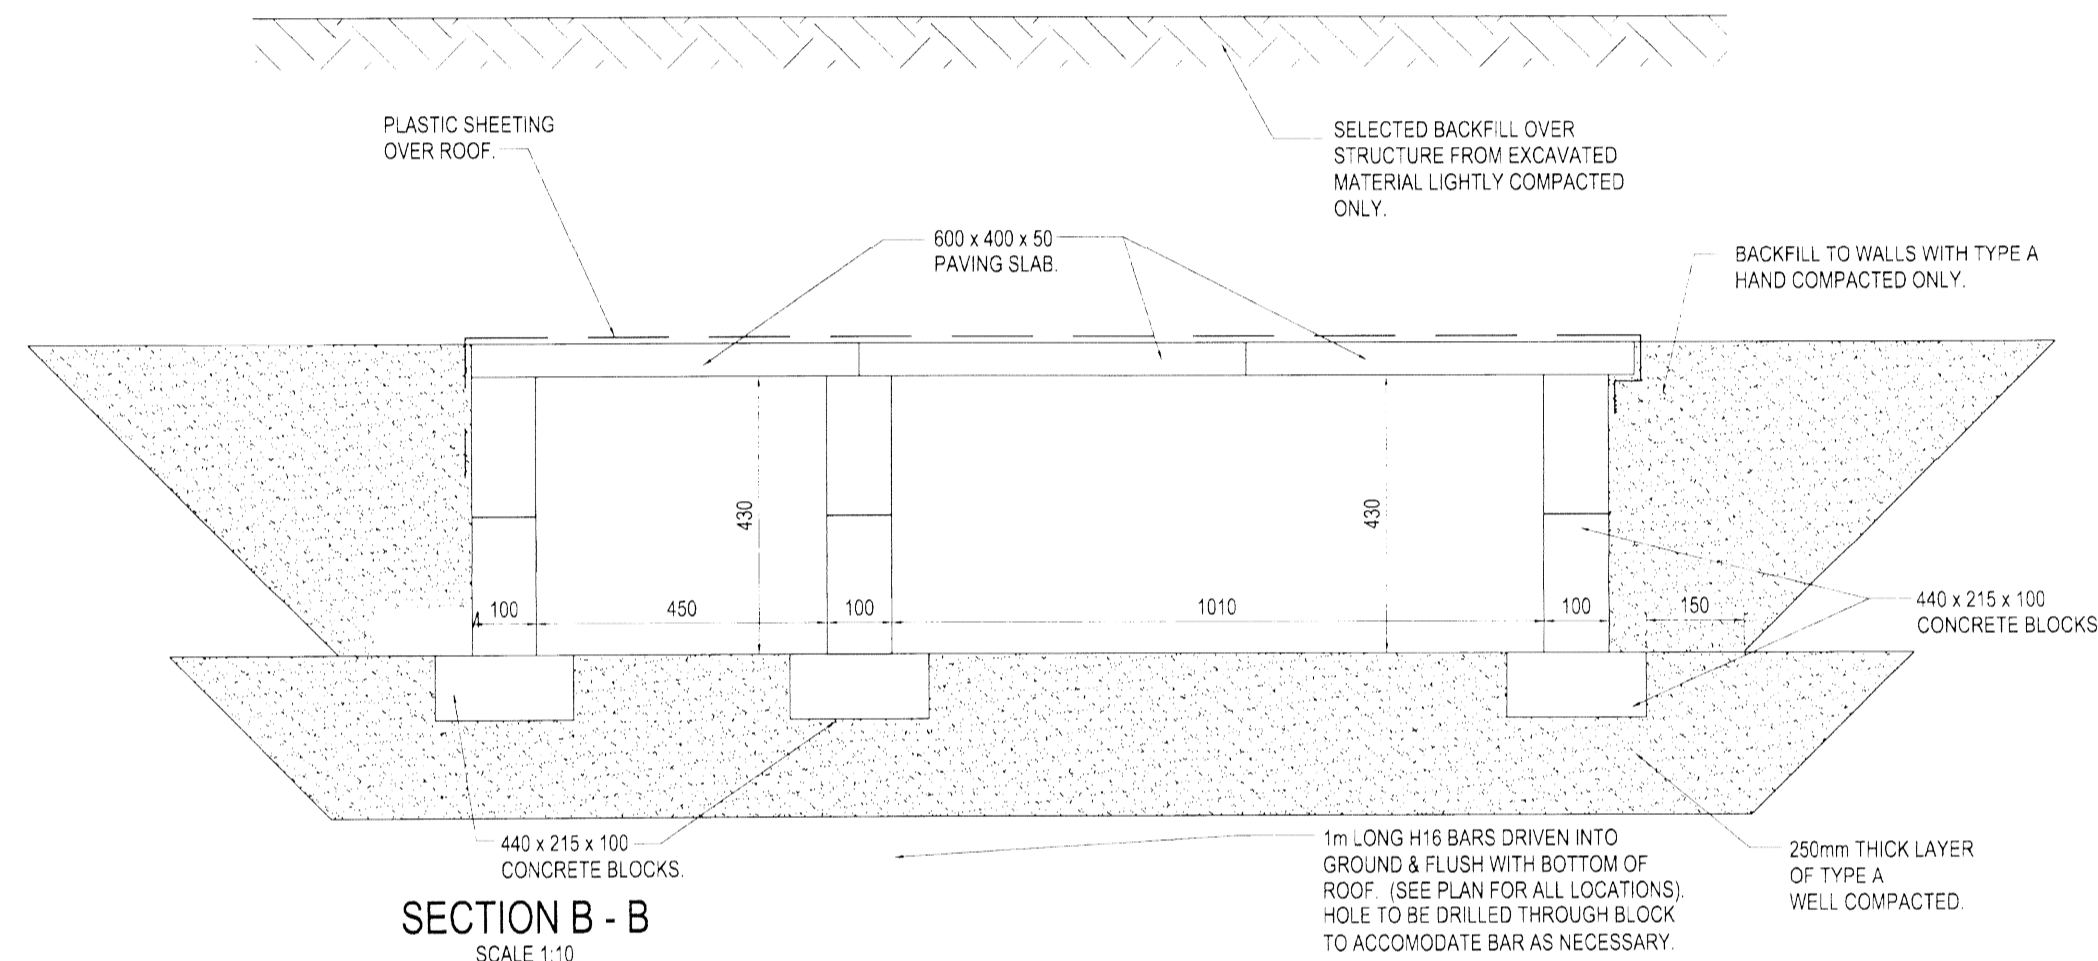 PLASTIC SHEETING
OVER ROOF.
SELECTED BACKFILL OVER
STRUCTURE FROM EXCAVATED
MATERIAL LIGHTLY COMPACTED
ONLY.
600 x 400 x 50
PAVING SLAB.
BACKFILL TO WALLS WITH TYPE A
HAND COMPACTED ONLY.
430
430
100
450
100
1010
100
150
440 x 215 x 100
CONCRETE BLOCKS
440 x 215 x 100
CONCRETE BLOCKS.
1m LONG H16 BARS DRIVEN INTO
GROUND & FLUSH WITH BOTTOM OF
ROOF. (SEE PLAN FOR ALL LOCATIONS).
HOLE TO BE DRILLED THROUGH BLOCK
TO ACCOMODATE BAR AS NECESSARY.
250mm THICK LAYER
OF TYPE A
WELL COMPACTED.
SECTION B - B
SCALE 1:10